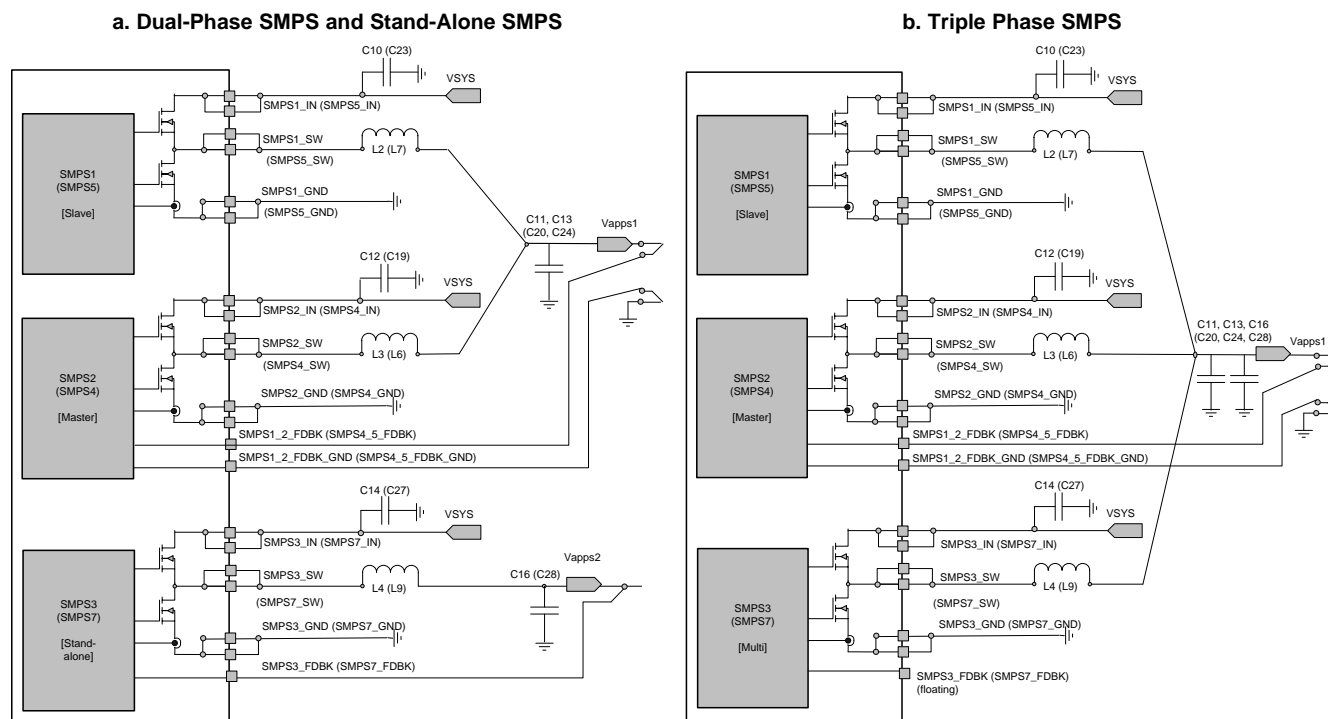 a. Dual-Phase SMPS and Stand-Alone SMPS
C10 (C23)
VSYS
SMPS1_IN (SMPS5_IN)
SMPS1_SW
(SMPS5_SW)
L2 (L7)
SMPS1
(SMPS5)
[Slave]
SMPS1_GND
(SMPS5_GND)
C11, C13
(C20, C24)
Vapps1
C12 (C19)
VSYS
SMPS2_IN (SMPS4_IN)
SMPS2_SW
(SMPS4_SW)
L3 (L6)
SMPS2
(SMPS4)
[Master]
SMPS2_GND (SMPS4_GND)
SMPS1_2_FDBK (SMPS4_5_FDBK)
SMPS1_2_FDBK_GND (SMPS4_5_FDBK_GND)
C14 (C27)
VSYS
SMPS3_IN (SMPS7_IN)
SMPS3_SW
(SMPS7_SW)
L4 (L9)
C16 (C28)
Vapps2
SMPS3
(SMPS7)
[Stand-
alone]
SMPS3_GND (SMPS7_GND)
SMPS3_FDBK (SMPS7_FDBK)
b. Triple Phase SMPS
C10 (C23)
VSYS
SMPS1_IN (SMPS5_IN)
SMPS1_SW
(SMPS5_SW)
L2 (L7)
SMPS1
(SMPS5)
[Slave]
SMPS1_GND
(SMPS5_GND)
C12 (C19)
VSYS
SMPS2_IN (SMPS4_IN)
SMPS2_SW
(SMPS4_SW)
L3 (L6)
C11, C13, C16
(C20, C24, C28)
Vapps1
SMPS2
(SMPS4)
[Master]
SMPS2_GND (SMPS4_GND)
SMPS1_2_FDBK (SMPS4_5_FDBK)
SMPS1_2_FDBK_GND (SMPS4_5_FDBK_GND)
C14 (C27)
VSYS
SMPS3_IN (SMPS7_IN)
SMPS3_SW
(SMPS7_SW)
L4 (L9)
SMPS3
(SMPS7)
[Multi]
SMPS3_GND (SMPS7_GND)
SMPS3_FDBK (SMPS7_FDBK)
(floating)